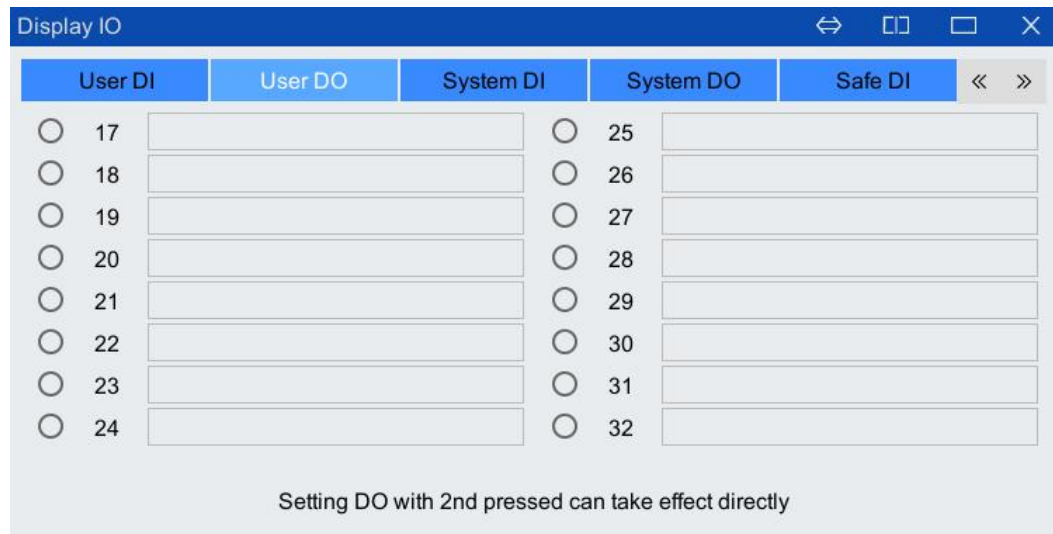 Display IO
User DI User DO System DI System DO Safe DI « »
17 25
18 26
19 27
20 28
21 29
22 30
23 31
24 32
Setting DO with 2nd pressed can take effect directly